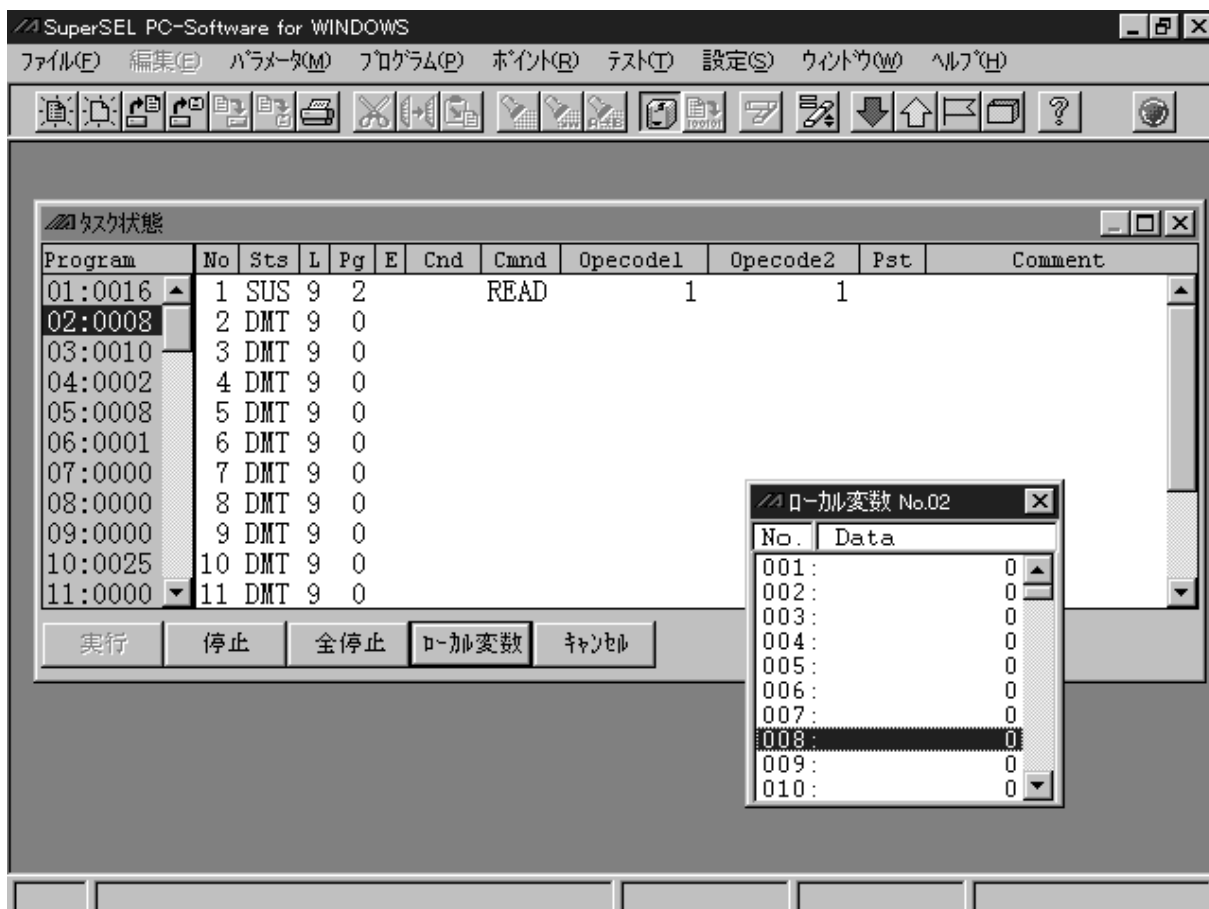 SuperSEL PC-Software for WINDOWS
ファイル(F) 編集(E) パラメータ(M) プログラム(P) ポイント(R) テスト(T) 設定(S) ウィンドウ(W) ヘルプ(H)
タスク状態
Program No Sts L Pg E Cnd Cmnd Opecode1 Opecode2 Pst Comment
01:0016 1 SUS 9 2 READ 1 1
02:0008 2 DMT 9 0
03:0010 3 DMT 9 0
04:0002 4 DMT 9 0
05:0008 5 DMT 9 0
06:0001 6 DMT 9 0
07:0000 7 DMT 9 0
08:0000 8 DMT 9 0
09:0000 9 DMT 9 0
10:0025 10 DMT 9 0
11:0000 11 DMT 9 0
実行 停止 全停止 ローカル変数 キャンセル
ローカル変数 No.02
No. Data
001: 0
002: 0
003: 0
004: 0
005: 0
006: 0
007: 0
008: 0
009: 0
010: 0